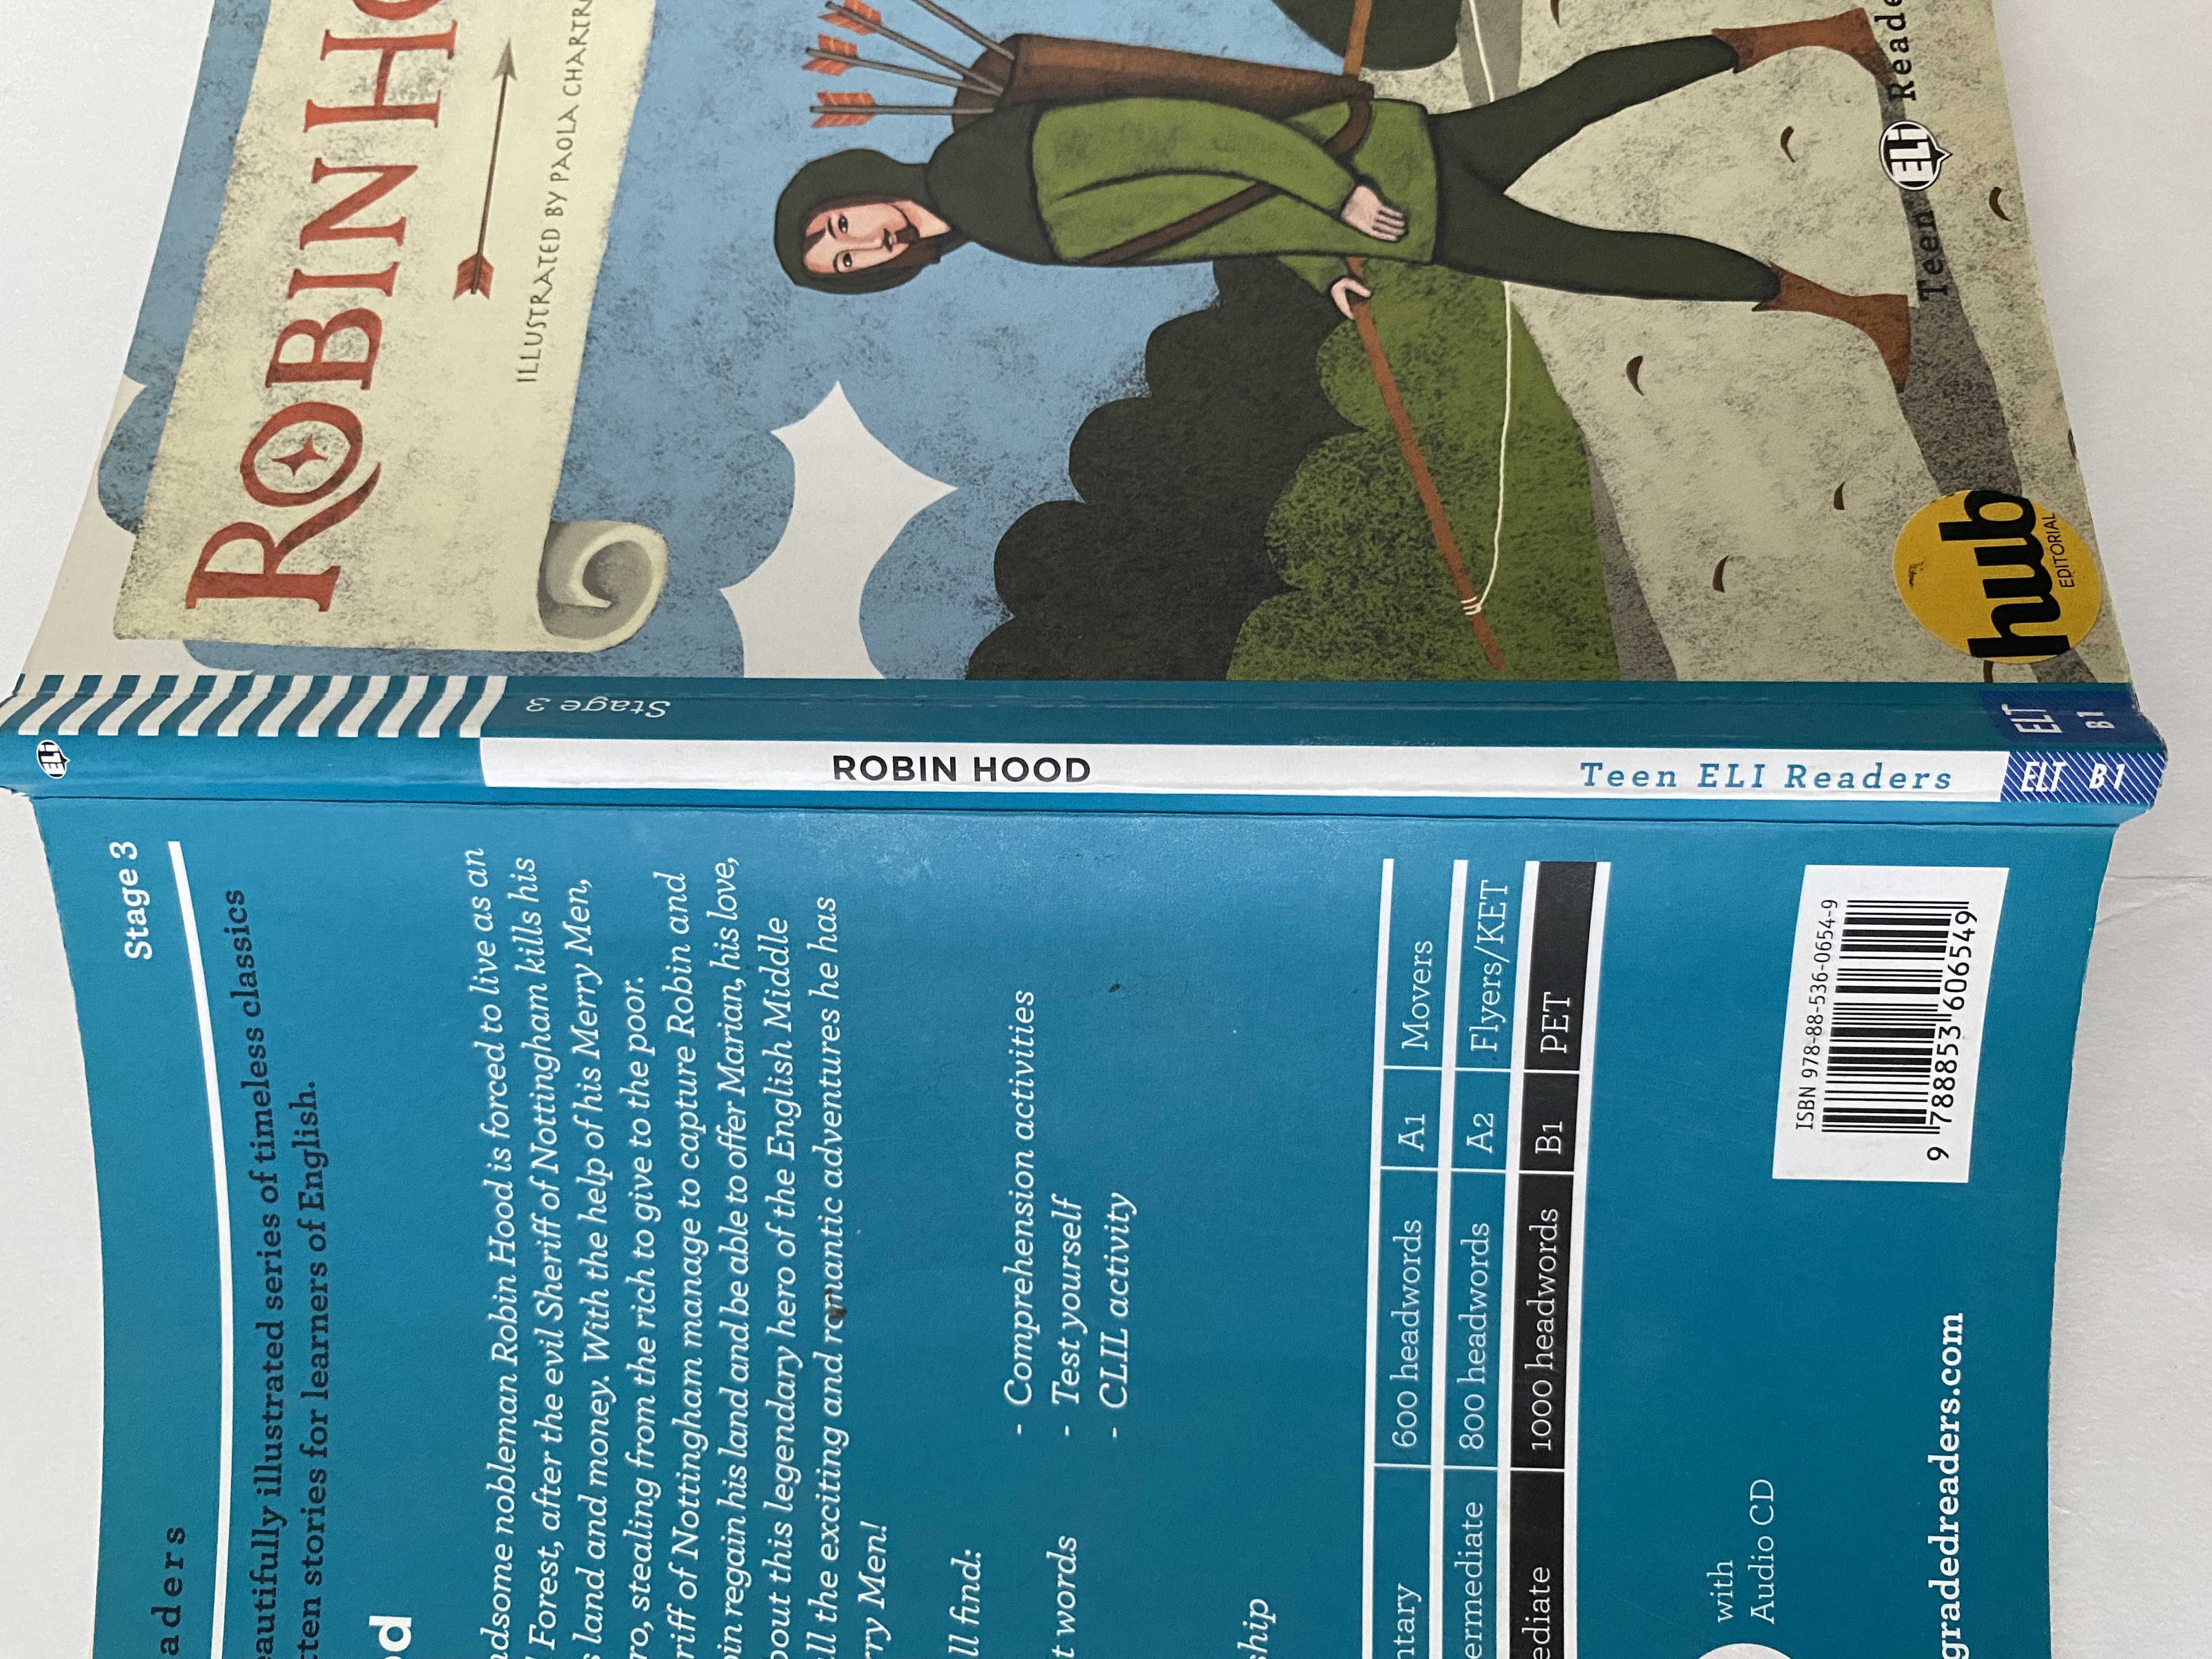 aders
Stage 3
eautifully illustrated series of timeless classics
tten stories for learners of English.
od
ndsome nobleman Robin Hood is forced to live as an
Forest, after the evil Sheriff of Nottingham kills his
s land and money. With the help of his Merry Men,
ro, stealing from the rich to give to the poor.
riff of Nottingham manage to capture Robin and
bin regain his land and be able to offer Marian, his love,
bout this legendary hero of the English Middle
all the exciting and romantic adventures he has
rry Men!
ll find:
- Comprehension activities
t words
- Test yourself
- CLIL activity
ship
ntary 600 headwords A1 Movers
ermediate 800 headwords A2 Flyers/KET
ediate 1000 headwords B1 PET
with
Audio CD
ISBN 978-88-536-0654-9
9 788853 606549
gradedreaders.com
ELi
ROBIN HOOD
Teen ELI Readers
ELT B1
Stage 3
ELT
B1
ROBIN HO
ILLUSTRATED BY PAOLA CHARTR
Teen ELi Reade
hub
EDITORIAL